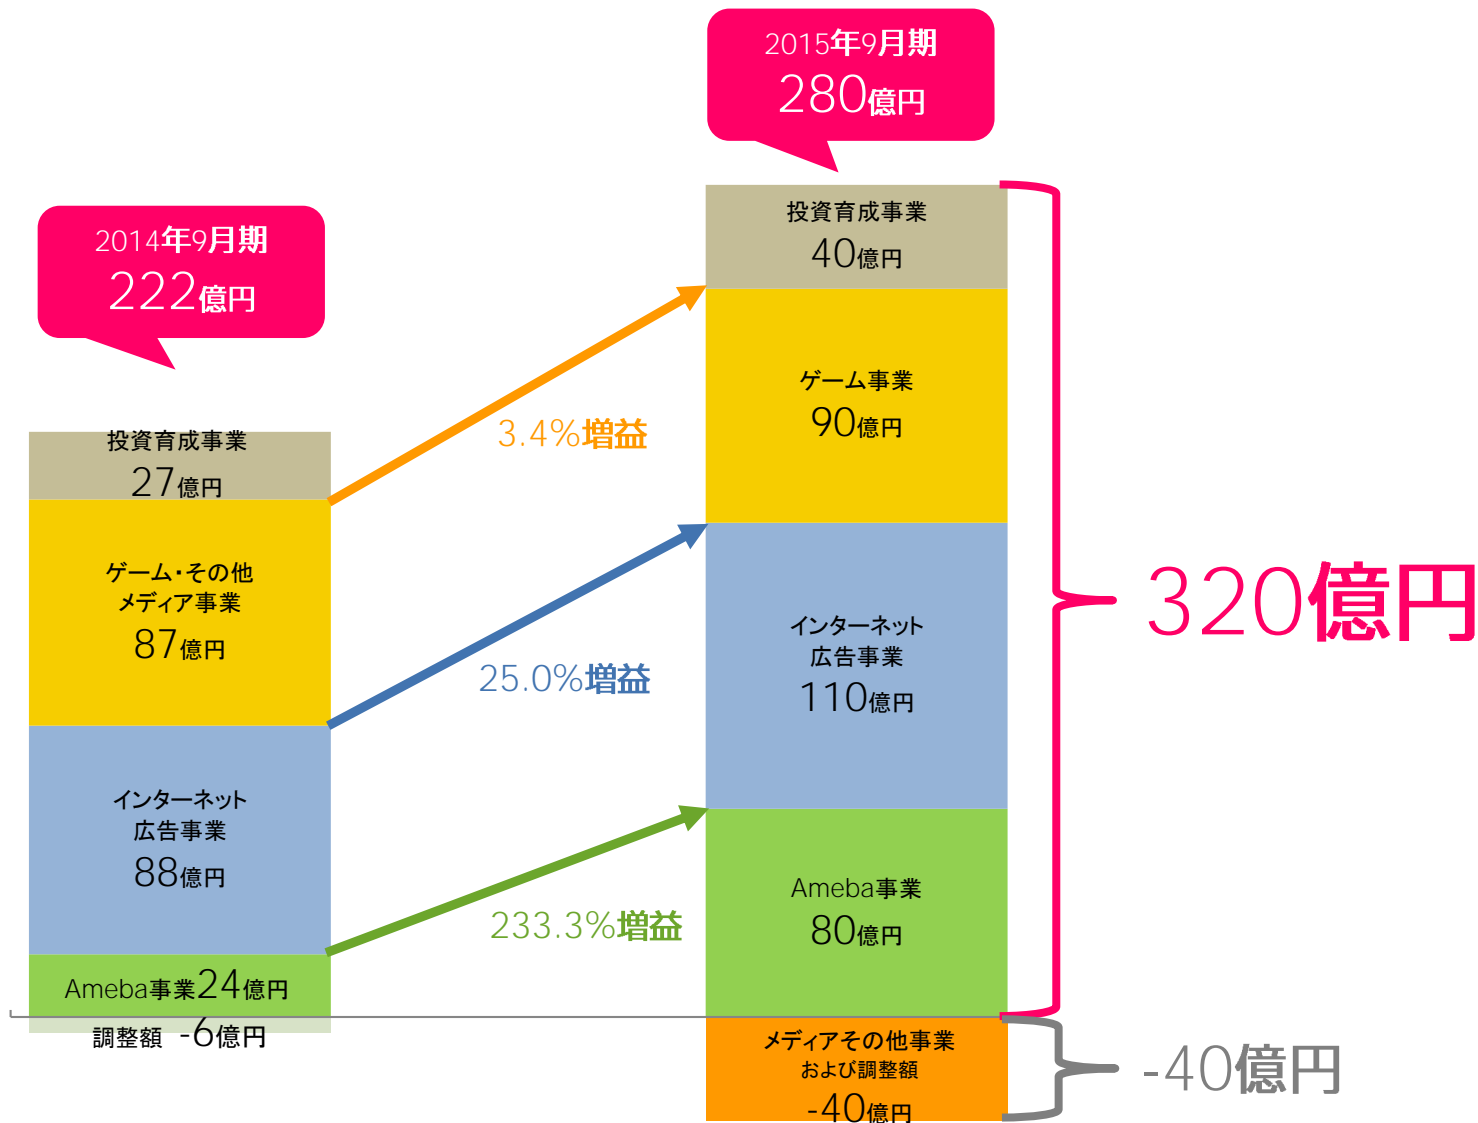 2015年9月期
280億円
2014年9月期
222億円
投資育成事業
27億円
ゲーム・その他
メディア事業
87億円
インターネット
広告事業
88億円
Ameba事業24億円
調整額 -6億円
3.4%増益
25.0%増益
233.3%増益
投資育成事業
40億円
ゲーム事業
90億円
インターネット
広告事業
110億円
Ameba事業
80億円
メディアその他事業
および調整額
-40億円
320億円
-40億円